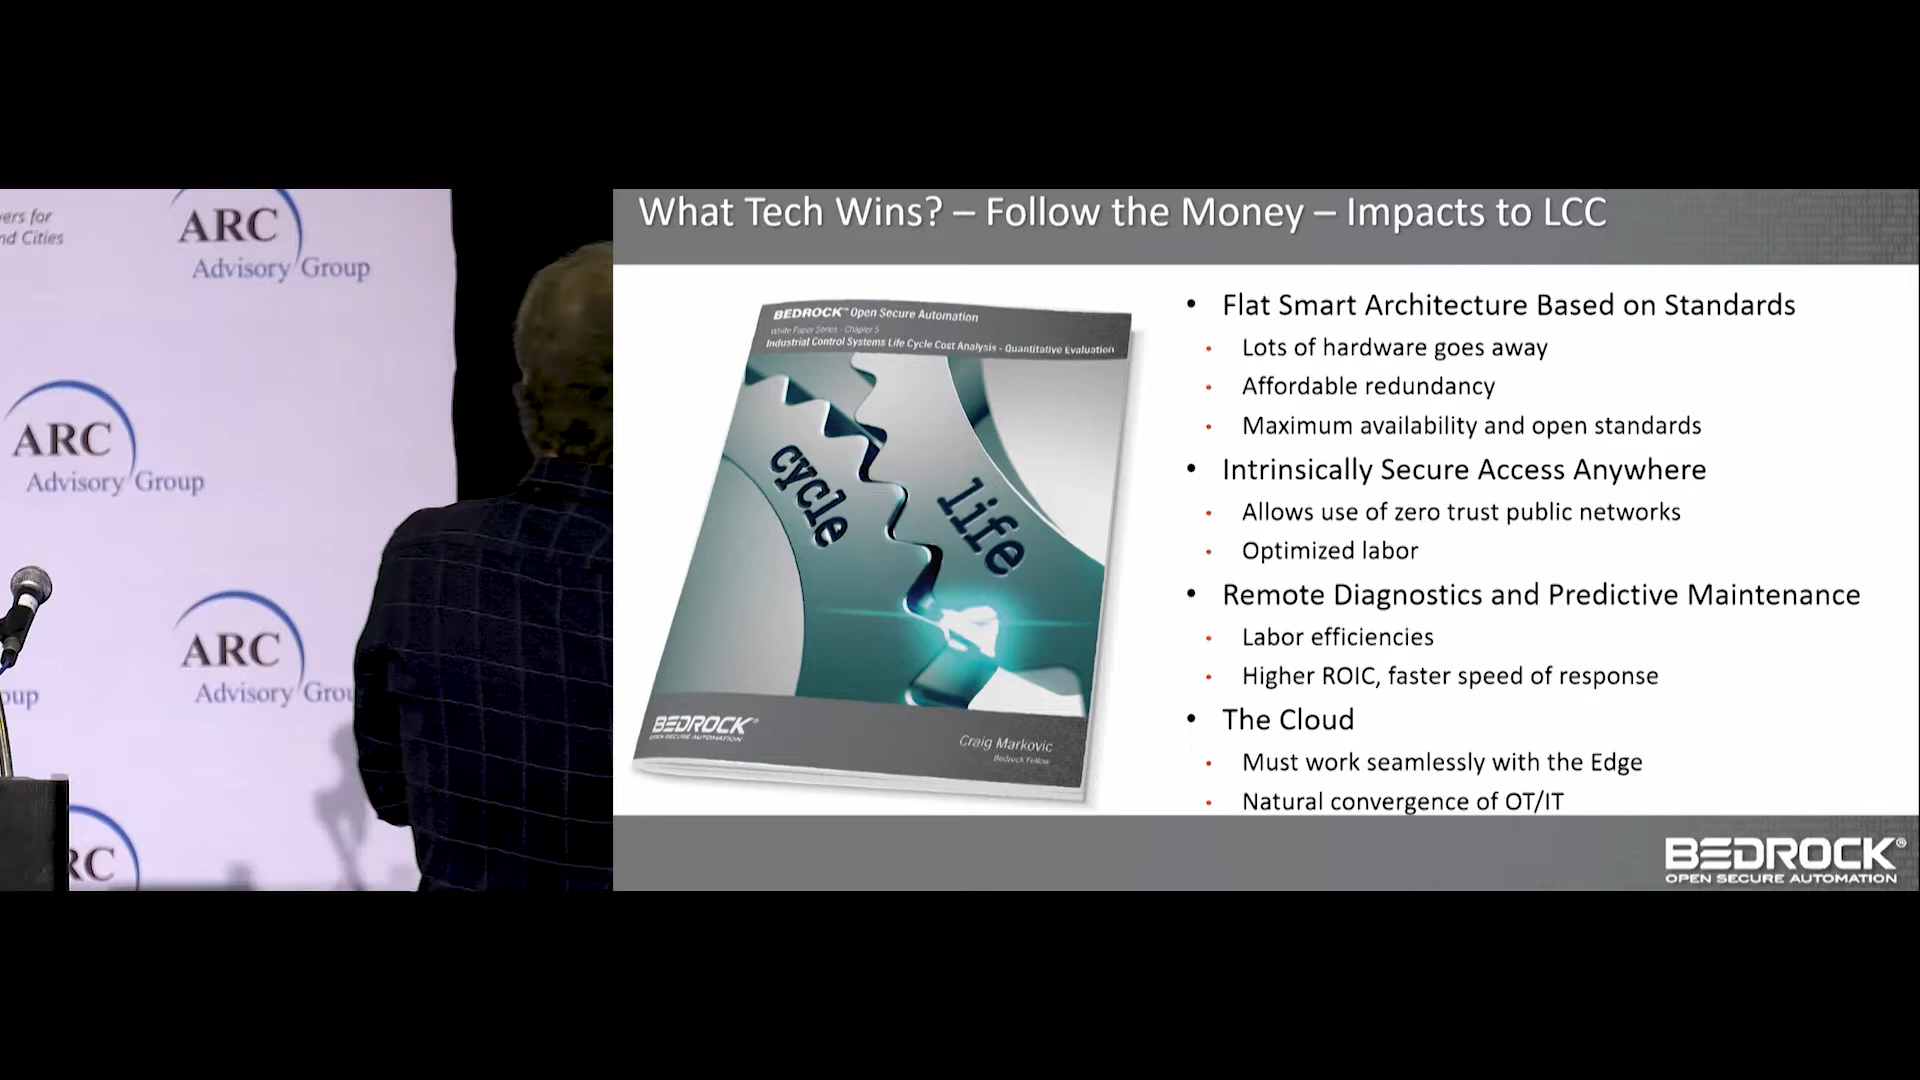 ers for
nd Cities
ARC
Advisory Group
ARC
Advisory Group
ARC
Advisory Grou
oup
RC
What Tech Wins? – Follow the Money – Impacts to LCC
BEDROCK™ Open Secure Automation
White Paper Series - Chapter 5
Industrial Control Systems Life Cycle Cost Analysis - Quantitative Evaluation
cycle
life
BEDROCK®
OPEN SECURE AUTOMATION
Craig Markovic
Bedrock Fellow
• Flat Smart Architecture Based on Standards
• Lots of hardware goes away
• Affordable redundancy
• Maximum availability and open standards
• Intrinsically Secure Access Anywhere
• Allows use of zero trust public networks
• Optimized labor
• Remote Diagnostics and Predictive Maintenance
• Labor efficiencies
• Higher ROIC, faster speed of response
• The Cloud
• Must work seamlessly with the Edge
• Natural convergence of OT/IT
BEDROCK®
OPEN SECURE AUTOMATION